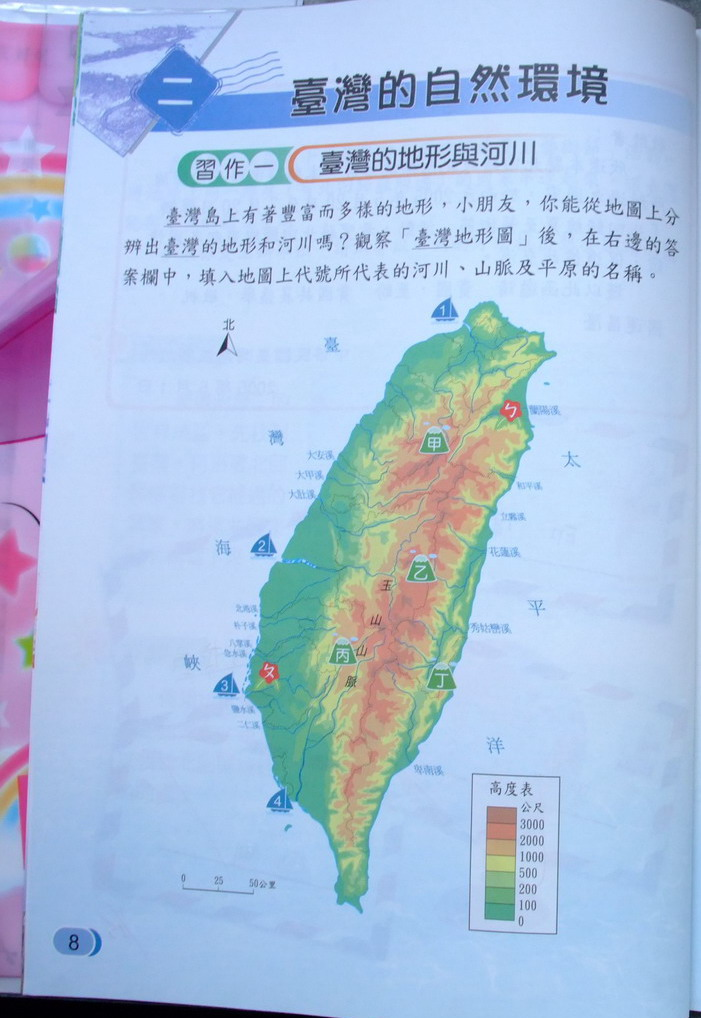 二
臺灣的自然環境
習作一
臺灣的地形與河川
臺灣島上有著豐富而多樣的地形，小朋友，你能從地圖上分
辨出臺灣的地形和河川嗎？觀察「臺灣地形圖」後，在右邊的答
案欄中，填入地圖上代號所代表的河川、山脈及平原的名稱。
1
北
臺
ㄅ
蘭陽溪
灣
甲
大安溪
太
大甲溪
和平溪
大肚溪
立霧溪
海
2
花蓮溪
乙
玉
北港溪
平
朴子溪
山
秀姑巒溪
八掌溪
急水溪
丙
山
峽
ㄆ
丁
脈
3
鹽水溪
二仁溪
洋
卑南溪
4
高度表
公尺
3000
2000
1000
500
200
100
0
0 25 50公里
8